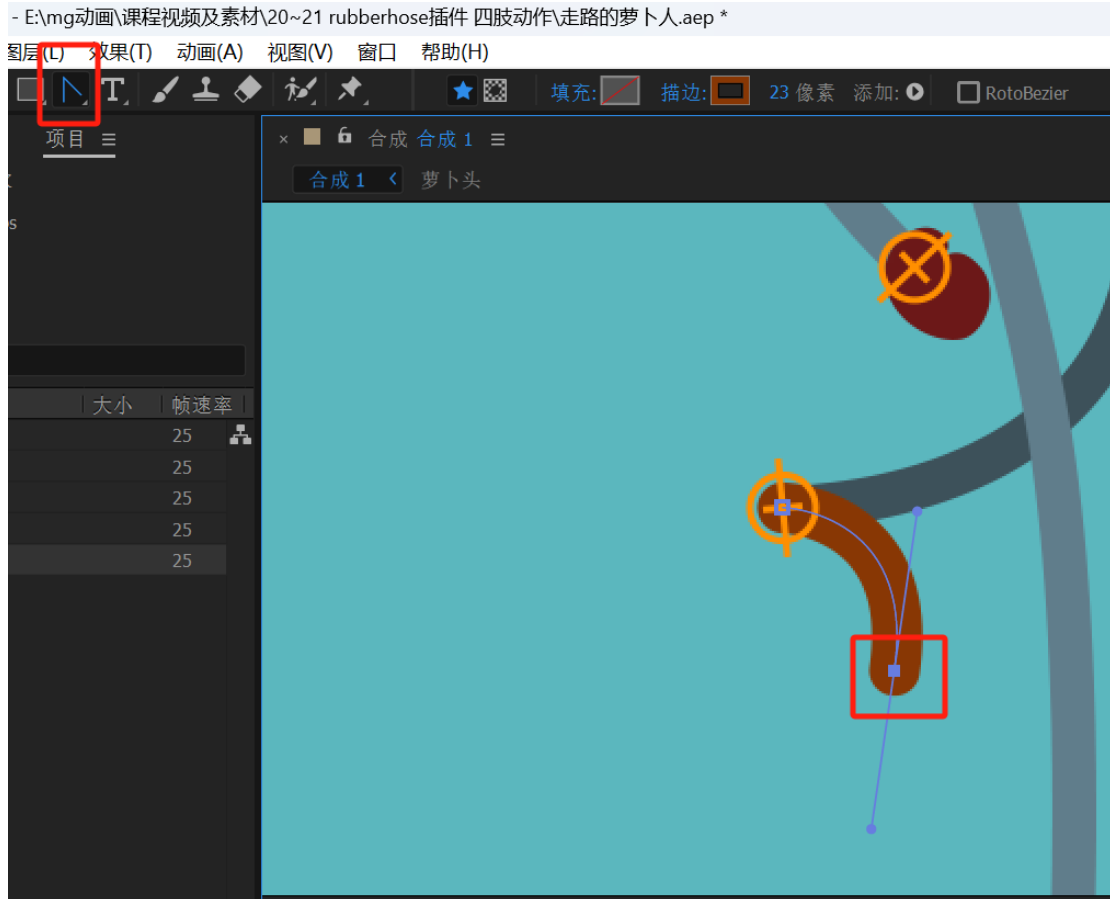 - E:\mg动画\课程视频及素材\20~21 rubberhose插件 四肢动作\走路的萝卜人.aep *
图层(L) 效果(T) 动画(A) 视图(V) 窗口 帮助(H)
T 填充: 描边: 23 像素 添加: RotoBezier
项目
× 合成 合成 1
合成 1 萝卜头
s
大小 帧速率
25
25
25
25
25